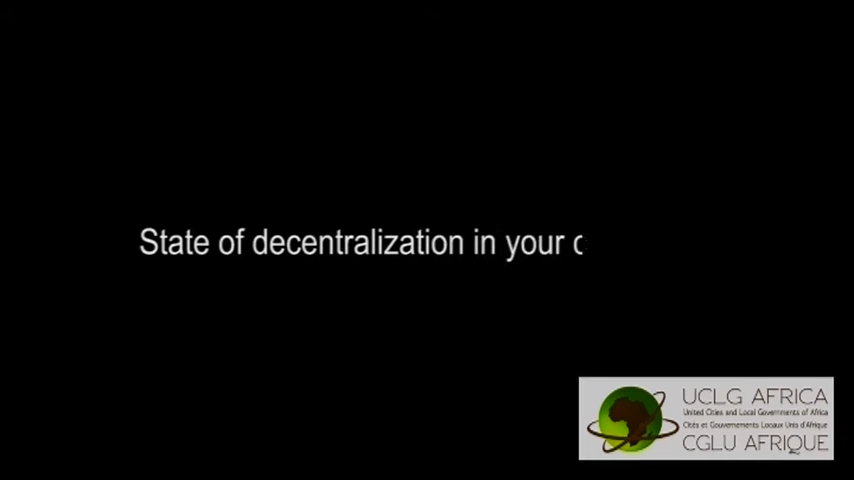 State of decentralization in your
UCLG AFRICA
United Cities and Local Governments of Africa
Cités et Gouvernements Locaux Unis d'Afrique
CGLU AFRIQUE